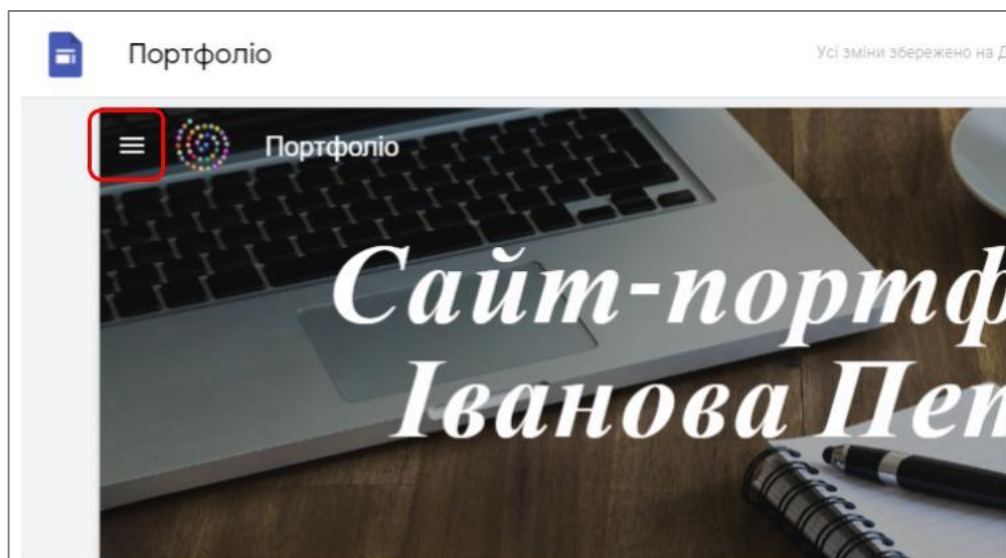 Портфоліо
Усі зміни збережено на
Портфоліо
Сайт-портф
Іванова Пет